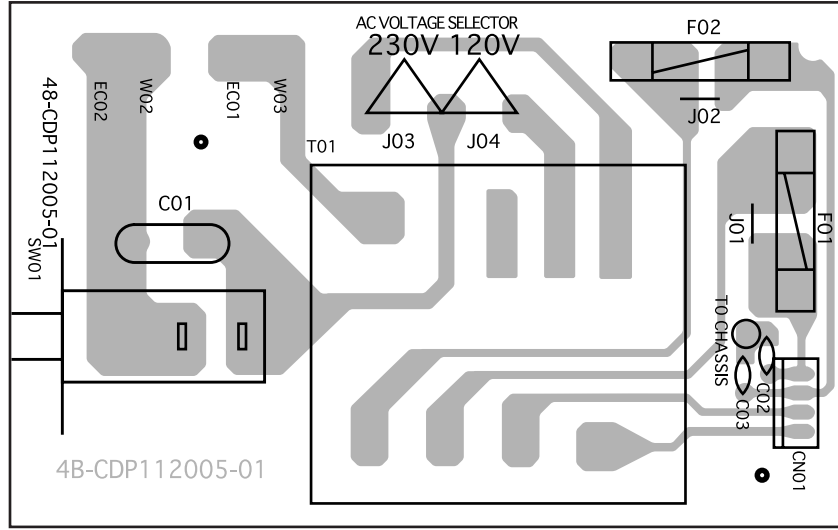 AC VOLTAGE SELECTOR
230V 120V
F02
EC02
W02
EC01
W03
48-CDP112005-01
J02
J03
J04
T01
C01
SW01
J01
F01
TO CHASSIS
C02
C03
CN01
4B-CDP112005-01